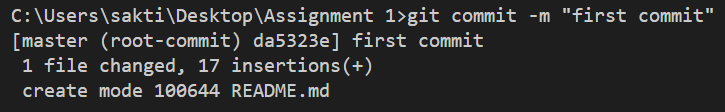 C:\Users\sakti\Desktop\Assignment 1>git commit -m "first commit"
[master (root-commit) da5323e] first commit
 1 file changed, 17 insertions(+)
 create mode 100644 README.md